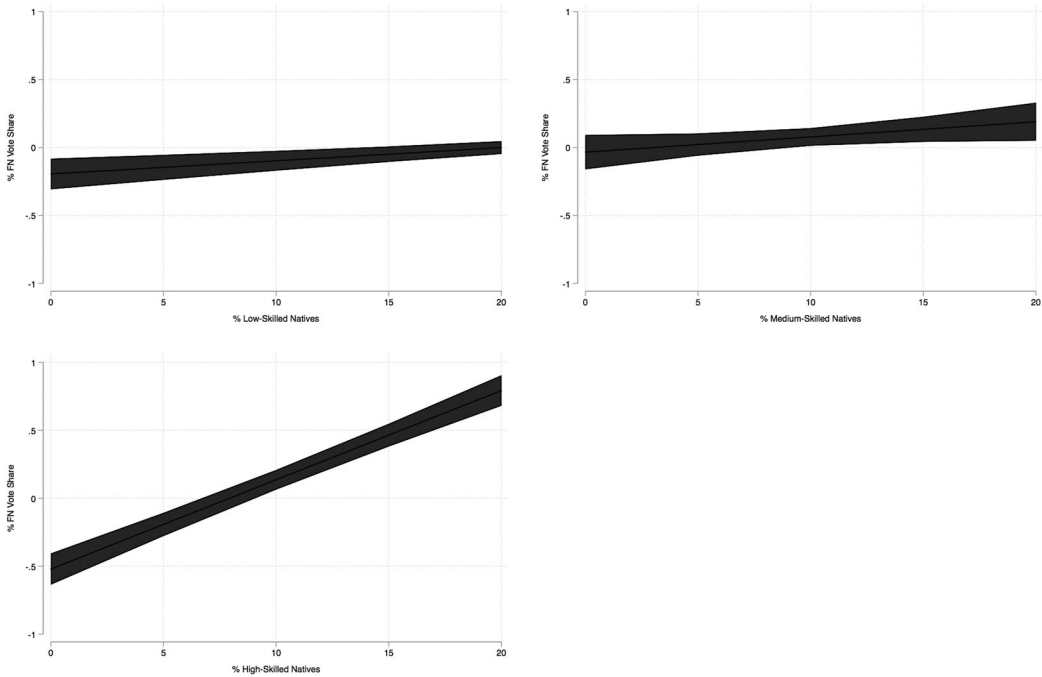 1
.5
0
-.5
-1
% FN Vote Share
0 5 10 15 20
% Low-Skilled Natives
1
.5
0
-.5
-1
% FN Vote Share
0 5 10 15 20
% Medium-Skilled Natives
1
.5
0
-.5
-1
% FN Vote Share
0 5 10 15 20
% High-Skilled Natives